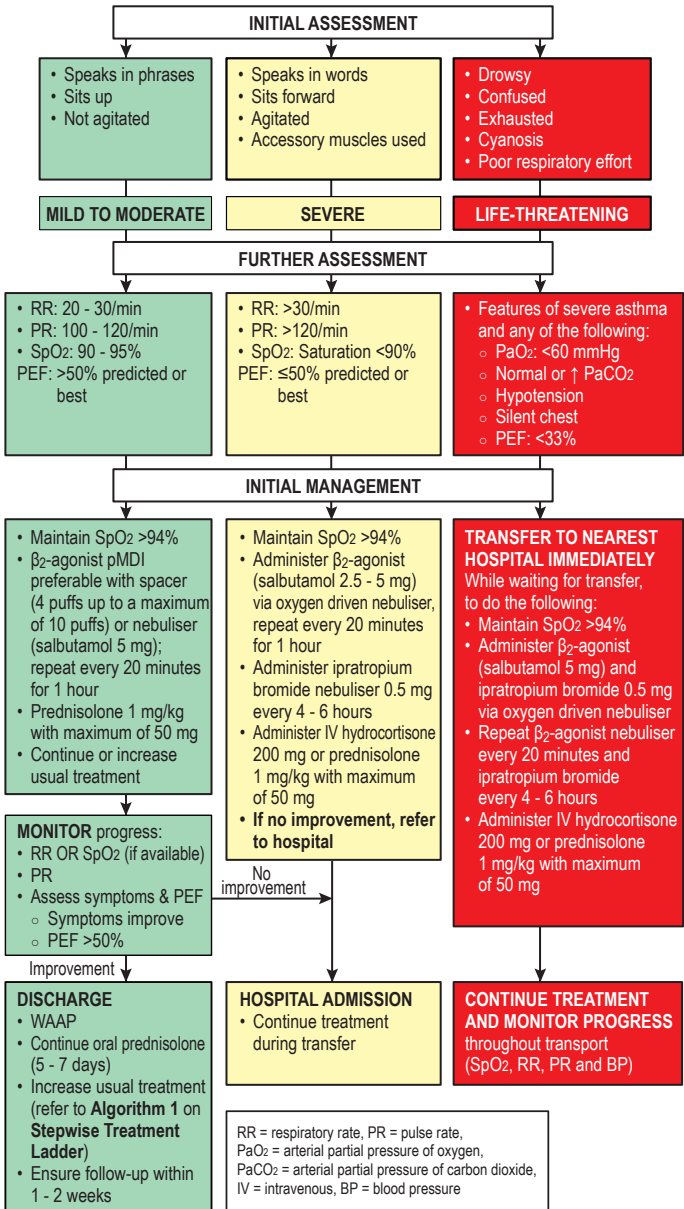 INITIAL ASSESSMENT
• Speaks in phrases
• Sits up
• Not agitated
• Speaks in words
• Sits forward
• Agitated
• Accessory muscles used
• Drowsy
• Confused
• Exhausted
• Cyanosis
• Poor respiratory effort
MILD TO MODERATE
SEVERE
LIFE-THREATENING
FURTHER ASSESSMENT
• RR: 20 - 30/min
• PR: 100 - 120/min
• SpO2: 90 - 95%
PEF: >50% predicted or
best
• RR: >30/min
• PR: >120/min
• SpO2: Saturation <90%
PEF: ≤50% predicted or
best
• Features of severe asthma
and any of the following:
○ PaO2: <60 mmHg
○ Normal or ↑ PaCO2
○ Hypotension
○ Silent chest
○ PEF: <33%
INITIAL MANAGEMENT
• Maintain SpO2 >94%
• β2-agonist pMDI
preferable with spacer
(4 puffs up to a maximum
of 10 puffs) or nebuliser
(salbutamol 5 mg);
repeat every 20 minutes
for 1 hour
• Prednisolone 1 mg/kg
with maximum of 50 mg
• Continue or increase
usual treatment
• Maintain SpO2 >94%
• Administer β2-agonist
(salbutamol 2.5 - 5 mg)
via oxygen driven nebuliser,
repeat every 20 minutes
for 1 hour
• Administer ipratropium
bromide nebuliser 0.5 mg
every 4 - 6 hours
• Administer IV hydrocortisone
200 mg or prednisolone
1 mg/kg with maximum
of 50 mg
• If no improvement, refer
to hospital
TRANSFER TO NEAREST
HOSPITAL IMMEDIATELY
While waiting for transfer,
to do the following:
• Maintain SpO2 >94%
• Administer β2-agonist
(salbutamol 5 mg) and
ipratropium bromide 0.5 mg
via oxygen driven nebuliser
• Repeat β2-agonist nebuliser
every 20 minutes and
ipratropium bromide
every 4 - 6 hours
• Administer IV hydrocortisone
200 mg or prednisolone
1 mg/kg with maximum
of 50 mg
MONITOR progress:
• RR OR SpO2 (if available)
• PR
• Assess symptoms & PEF
○ Symptoms improve
○ PEF >50%
No
improvement
Improvement
DISCHARGE
• WAAP
• Continue oral prednisolone
(5 - 7 days)
• Increase usual treatment
(refer to Algorithm 1 on
Stepwise Treatment
Ladder)
• Ensure follow-up within
1 - 2 weeks
HOSPITAL ADMISSION
• Continue treatment
during transfer
CONTINUE TREATMENT
AND MONITOR PROGRESS
throughout transport
(SpO2, RR, PR and BP)
RR = respiratory rate, PR = pulse rate,
PaO2 = arterial partial pressure of oxygen,
PaCO2 = arterial partial pressure of carbon dioxide,
IV = intravenous, BP = blood pressure